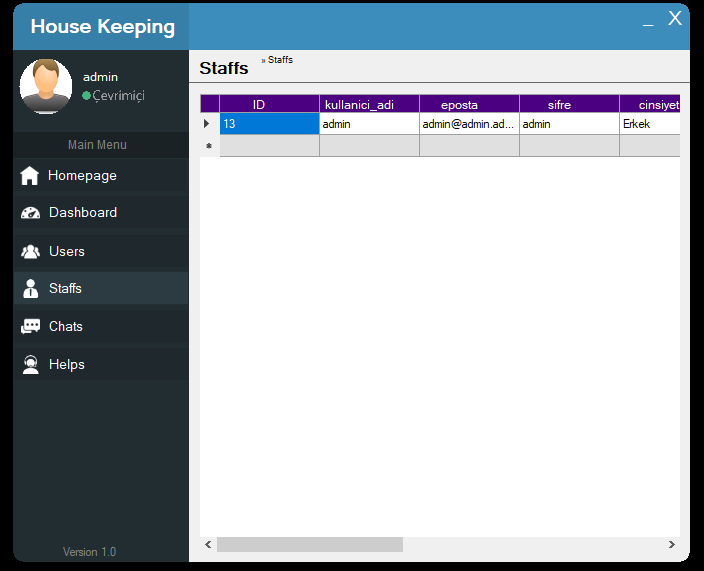 House Keeping
_ X
admin
Çevrimiçi
Main Menu
Homepage
Dashboard
Users
Staffs
Chats
Helps
Version 1.0
Staffs
» Staffs
ID kullanici_adi eposta sifre cinsiyet
13 admin admin@admin.ad... admin Erkek